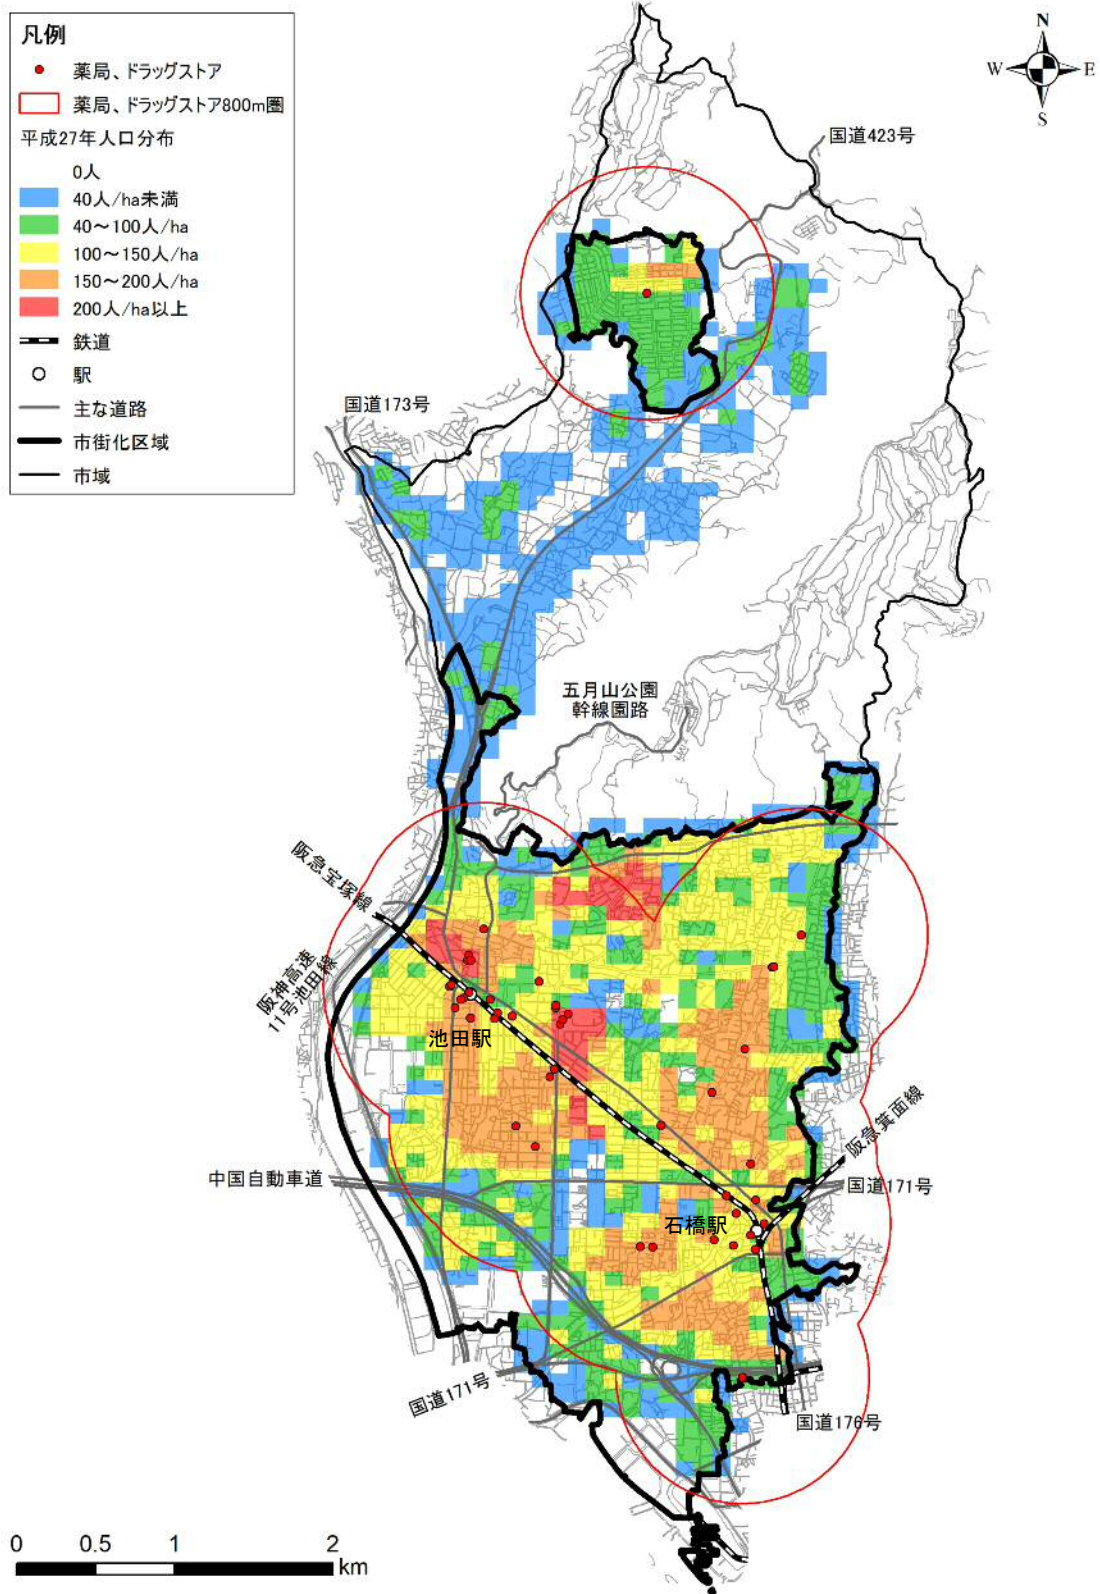 凡例
薬局、ドラッグストア
薬局、ドラッグストア800m圏
平成27年人口分布
0人
40人/ha未満
40～100人/ha
100～150人/ha
150～200人/ha
200人/ha以上
鉄道
駅
主な道路
市街化区域
市域
N
W
E
S
国道423号
国道173号
五月山公園
幹線園路
阪急宝塚線
阪神高速
11号池田線
池田駅
阪急箕面線
中国自動車道
国道171号
石橋駅
国道171号
国道176号
0 0.5 1 2
km